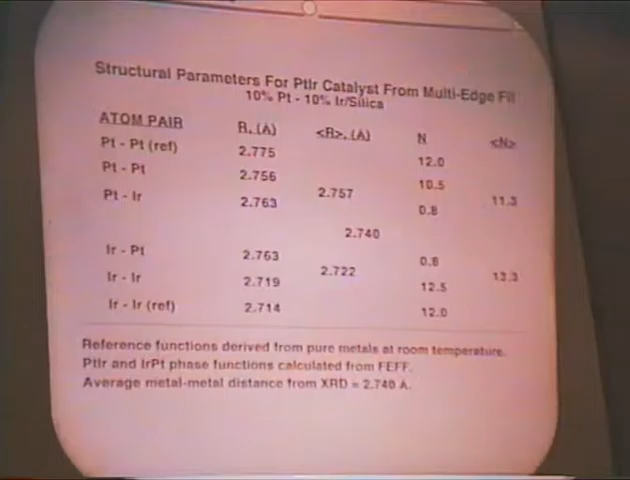 Structural Parameters For PtIr Catalyst From Multi-Edge Fit
10% Pt - 10% Ir/Silica
ATOM PAIR R, (A) <R>, (A) N <N>
Pt - Pt (ref) 2.775 12.0
Pt - Pt 2.756 10.5
Pt - Ir 2.763 2.757 0.8 11.3
2.740
Ir - Pt 2.763 0.8
Ir - Ir 2.719 2.722 12.5 13.3
Ir - Ir (ref) 2.714 12.0
Reference functions derived from pure metals at room temperature.
PtIr and IrPt phase functions calculated from FEFF.
Average metal-metal distance from XRD = 2.740 A.